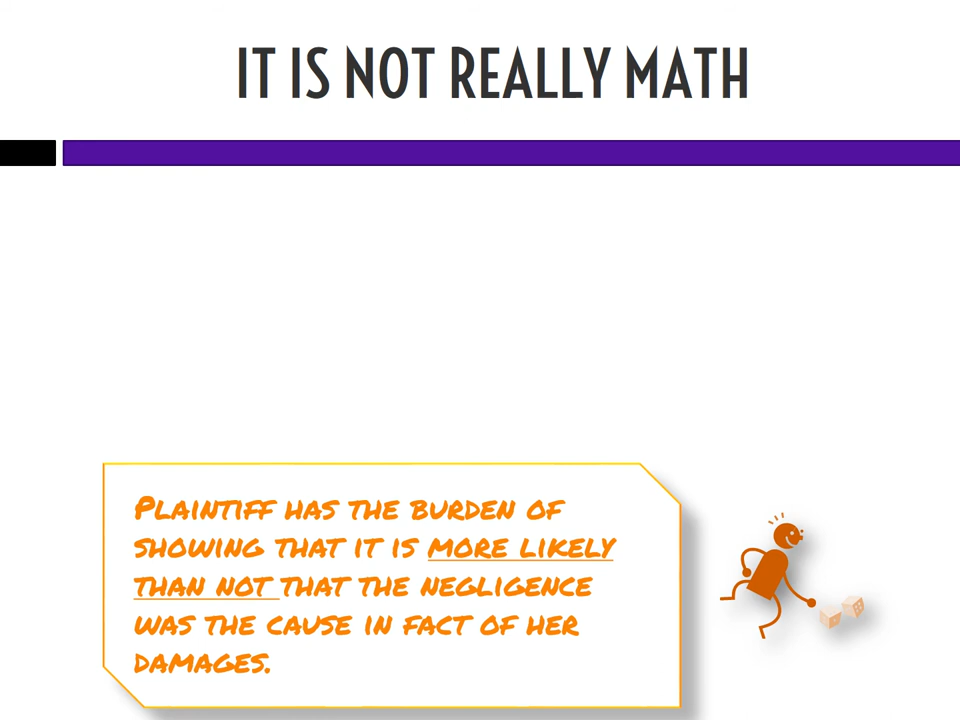 IT IS NOT REALLY MATH
Plaintiff has the burden of
showing that it is more likely
than not that the negligence
was the cause in fact of her
damages.